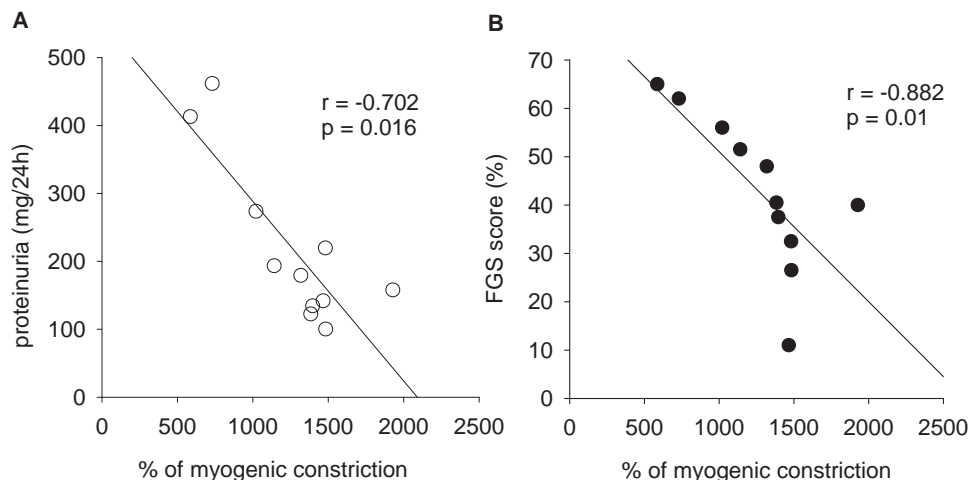 A
500
400
300
200
100
0
proteinuria (mg/24h)
r = -0.702
p = 0.016
0 500 1000 1500 2000 2500
% of myogenic constriction
B
70
60
50
40
30
20
10
0
FGS score (%)
r = -0.882
p = 0.01
0 500 1000 1500 2000 2500
% of myogenic constriction